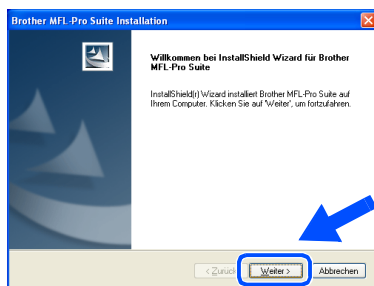 Brother MFL-Pro Suite Installation
Willkommen bei InstallShield Wizard für Brother
MFL-Pro Suite
InstallShield(r) Wizard installiert Brother MFL-Pro Suite auf
Ihrem Computer. Klicken Sie auf 'Weiter', um fortzufahren.
< Zurück
Weiter >
Abbrechen